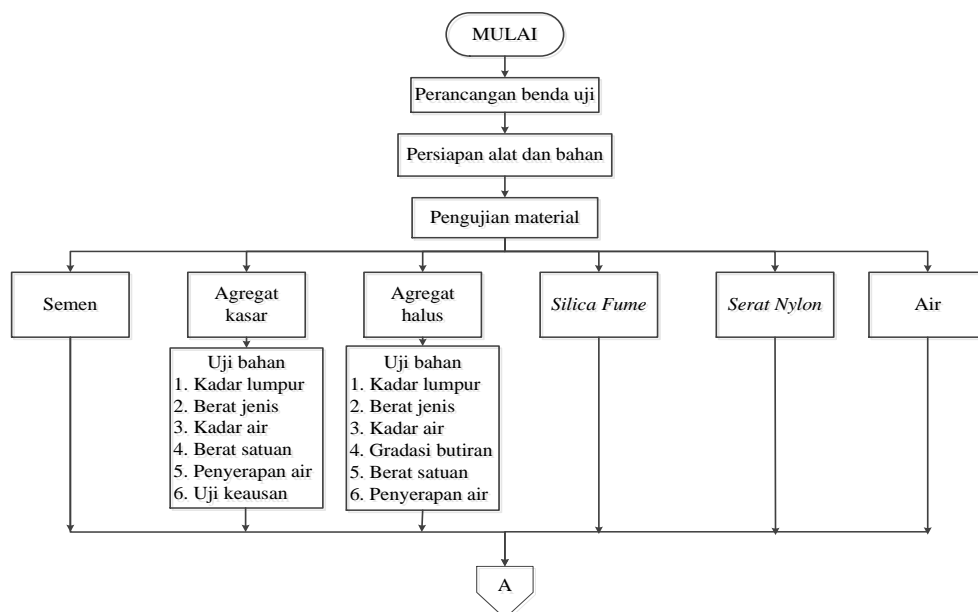 MULAI
Perancangan benda uji
Persiapan alat dan bahan
Pengujian material
Semen
Agregat
kasar
Agregat
halus
Silica Fume
Serat Nylon
Air
Uji bahan
1. Kadar lumpur
2. Berat jenis
3. Kadar air
4. Berat satuan
5. Penyerapan air
6. Uji keausan
Uji bahan
1. Kadar lumpur
2. Berat jenis
3. Kadar air
4. Gradasi butiran
5. Berat satuan
6. Penyerapan air
A